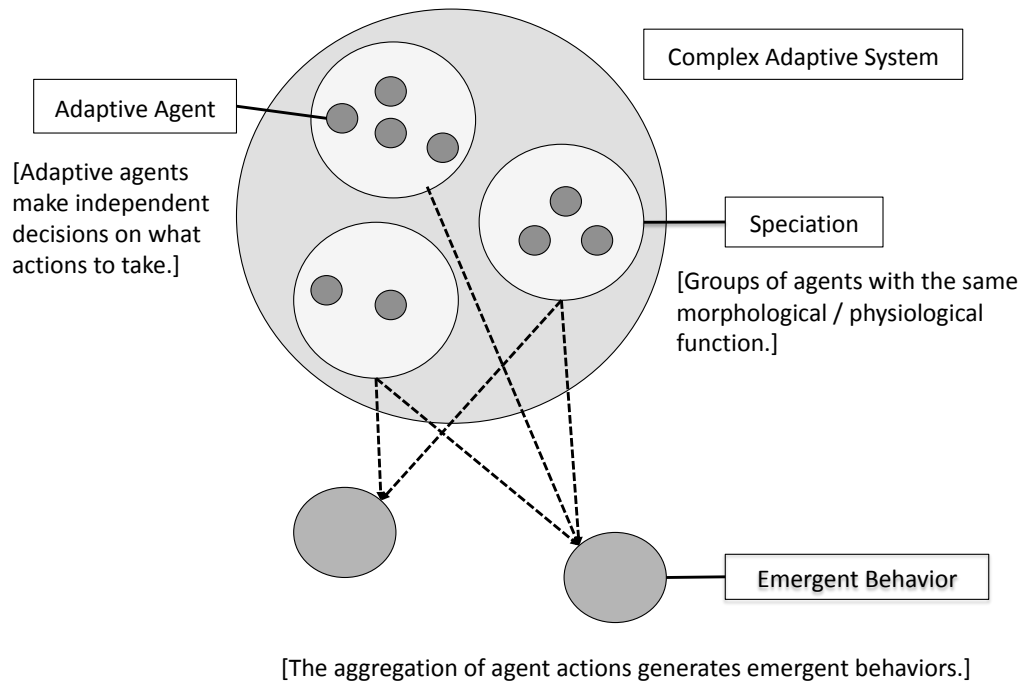 Complex Adaptive System
Adaptive Agent
[Adaptive agents
make independent
decisions on what
actions to take.]
Speciation
[Groups of agents with the same
morphological / physiological
function.]
Emergent Behavior
[The aggregation of agent actions generates emergent behaviors.]